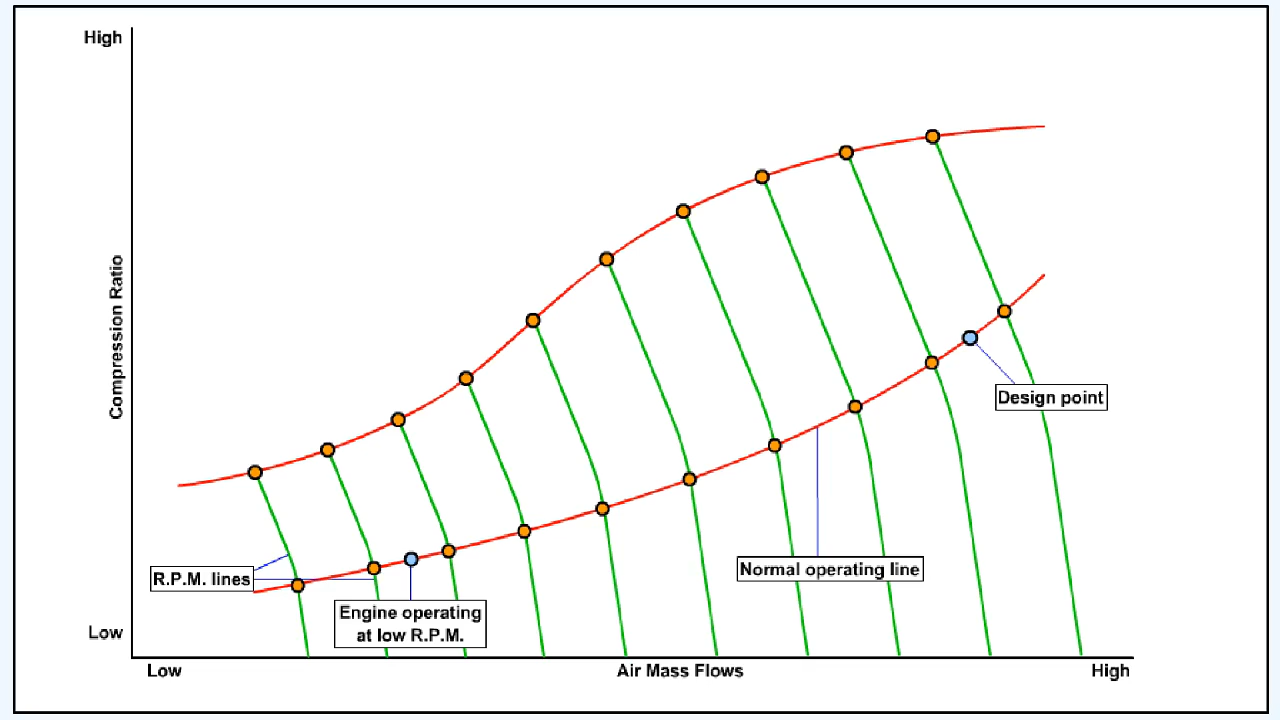 High
Compression Ratio
Design point
Normal operating line
R.P.M. lines
Engine operating
at low R.P.M.
Low
Low
Air Mass Flows
High